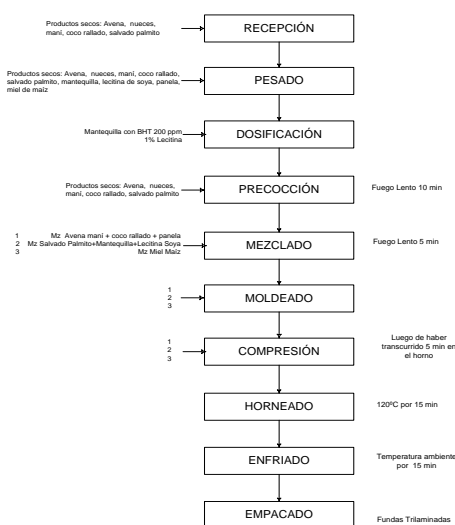 Productos secos: Avena, nueces,
maní, coco rallado, salvado palmito
RECEPCIÓN
Productos secos: Avena, nueces, maní, coco rallado,
salvado palmito, mantequilla, lecitina de soya, panela,
miel de maíz
PESADO
Mantequilla con BHT 200 ppm
1% Lecitina
DOSIFICACIÓN
Productos secos: Avena, nueces,
maní, coco rallado, salvado palmito
PRECOCCIÓN
Fuego Lento 10 min
1 Mz Avena maní + coco rallado + panela
2 Mz Salvado Palmito+Mantequilla+Lecitina Soya
3 Mz Miel Maíz
MEZCLADO
Fuego Lento 5 min
1
2
3
MOLDEADO
1
2
3
COMPRESIÓN
Luego de haber
transcurrido 5 min en
el horno
HORNEADO
120ºC por 15 min
ENFRIADO
Temperatura ambiente
por 15 min
EMPACADO
Fundas Trilaminadas